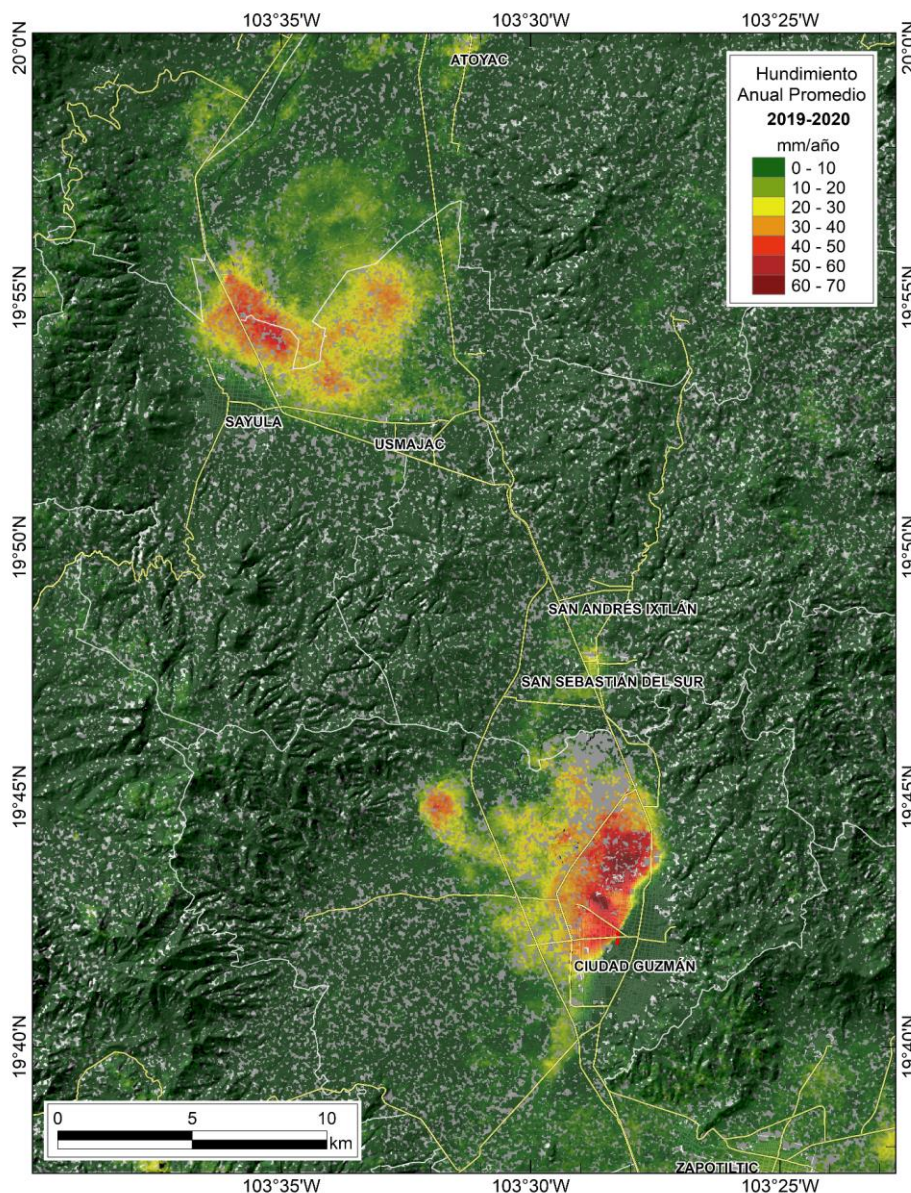 103°35'W
103°30'W
103°25'W
20°0'N
20°0'N
ATOYAC
Hundimiento
Anual Promedio
2019-2020
mm/año
0 - 10
10 - 20
20 - 30
30 - 40
40 - 50
50 - 60
60 - 70
19°55'N
19°55'N
SAYULA
USMAJAC
19°50'N
19°50'N
SAN ANDRÉS IXTLÁN
SAN SEBASTIÁN DEL SUR
19°45'N
19°45'N
CIUDAD GUZMÁN
19°40'N
19°40'N
0 5 10
km
ZAPOTILTIC
103°35'W
103°30'W
103°25'W